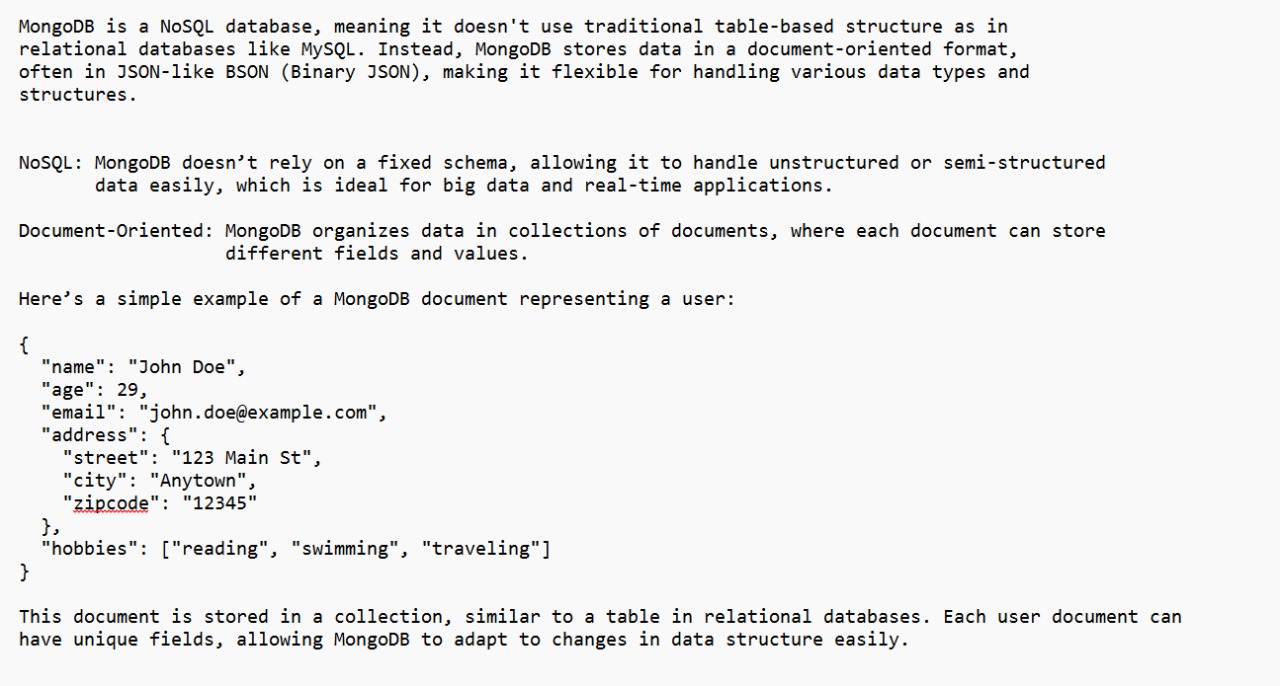 MongoDB is a NoSQL database, meaning it doesn't use traditional table-based structure as in
relational databases like MySQL. Instead, MongoDB stores data in a document-oriented format,
often in JSON-like BSON (Binary JSON), making it flexible for handling various data types and
structures.
NoSQL: MongoDB doesn’t rely on a fixed schema, allowing it to handle unstructured or semi-structured
data easily, which is ideal for big data and real-time applications.
Document-Oriented: MongoDB organizes data in collections of documents, where each document can store
different fields and values.
Here’s a simple example of a MongoDB document representing a user:
{
  "name": "John Doe",
  "age": 29,
  "email": "john.doe@example.com",
  "address": {
    "street": "123 Main St",
    "city": "Anytown",
    "zipcode": "12345"
  },
  "hobbies": ["reading", "swimming", "traveling"]
}
This document is stored in a collection, similar to a table in relational databases. Each user document can
have unique fields, allowing MongoDB to adapt to changes in data structure easily.